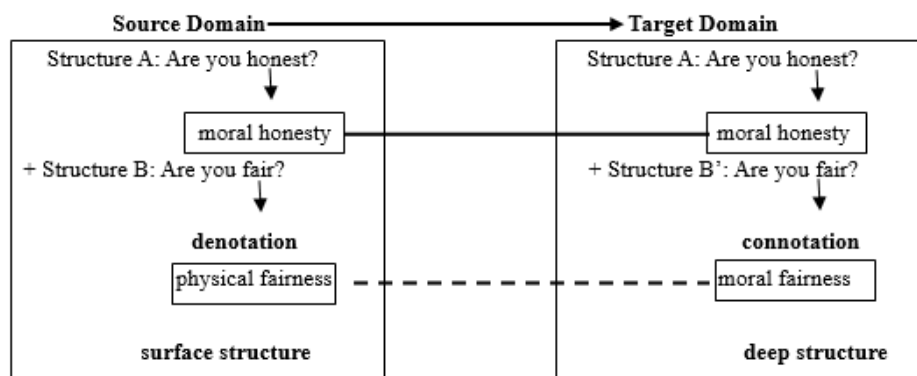 Source Domain Target Domain
Structure A: Are you honest? Structure A: Are you honest?
moral honesty moral honesty
+ Structure B: Are you fair? + Structure B’: Are you fair?
denotation connotation
physical fairness moral fairness
surface structure deep structure